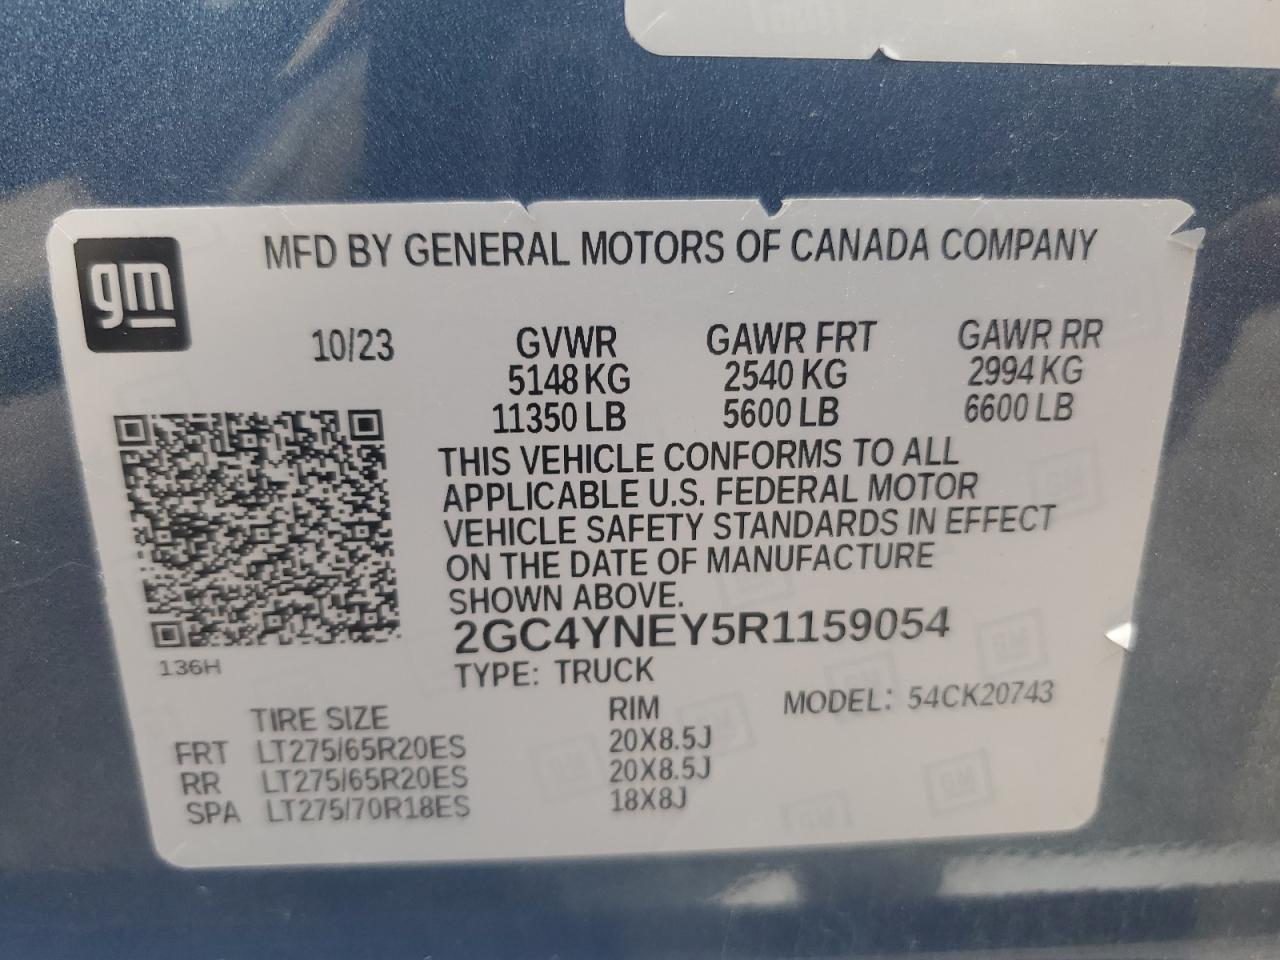 gm
MFD BY GENERAL MOTORS OF CANADA COMPANY
10/23 GVWR GAWR FRT GAWR RR
5148 KG 2540 KG 2994 KG
11350 LB 5600 LB 6600 LB
THIS VEHICLE CONFORMS TO ALL
APPLICABLE U.S. FEDERAL MOTOR
VEHICLE SAFETY STANDARDS IN EFFECT
ON THE DATE OF MANUFACTURE
SHOWN ABOVE.
2GC4YNEY5R1159054
136H
TYPE: TRUCK
MODEL: 54CK20743
TIRE SIZE RIM
FRT LT275/65R20ES 20X8.5J
RR LT275/65R20ES 20X8.5J
SPA LT275/70R18ES 18X8J